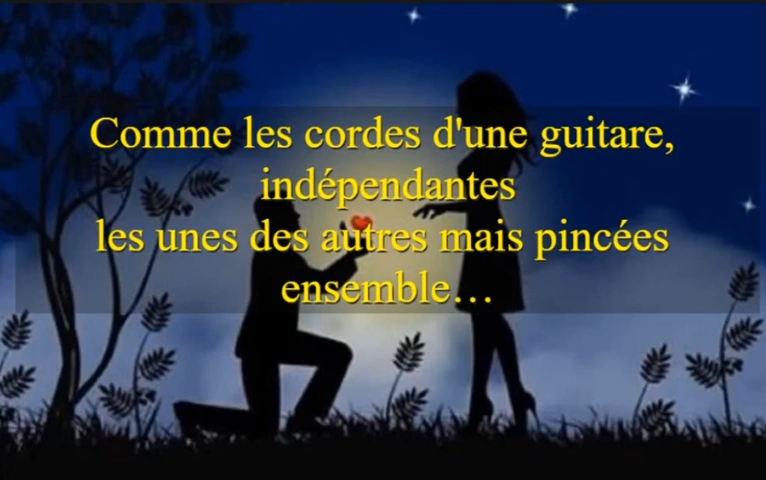 Comme les cordes d'une guitare,
indépendantes
les unes des autres mais pincées
ensemble…